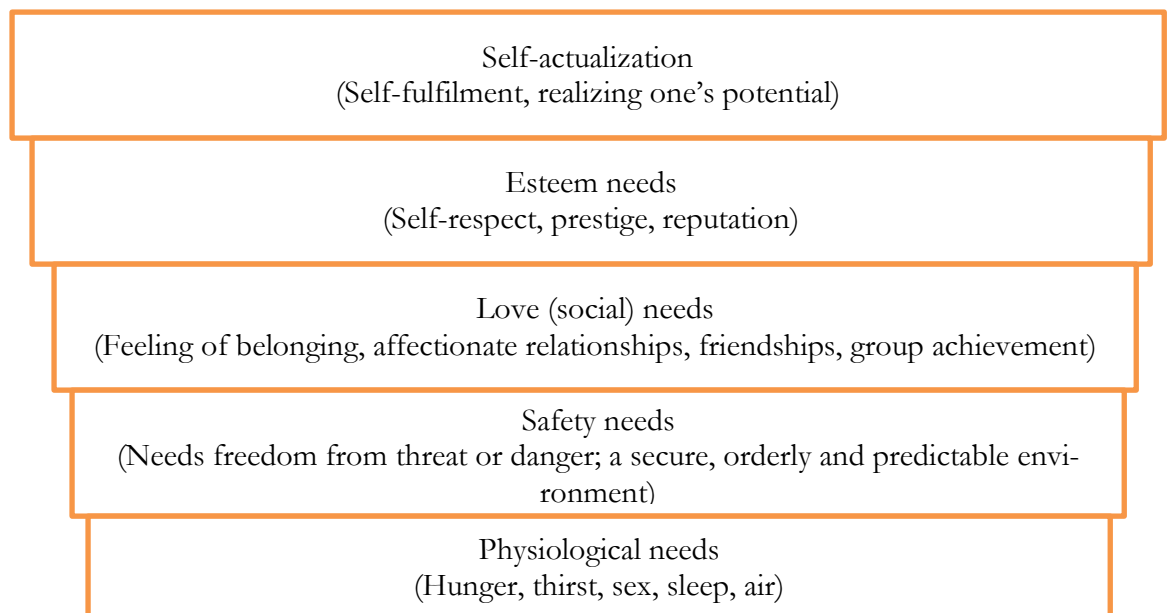 Self-actualization
(Self-fulfilment, realizing one’s potential)
Esteem needs
(Self-respect, prestige, reputation)
Love (social) needs
(Feeling of belonging, affectionate relationships, friendships, group achievement)
Safety needs
(Needs freedom from threat or danger; a secure, orderly and predictable envi-
ronment)
Physiological needs
(Hunger, thirst, sex, sleep, air)